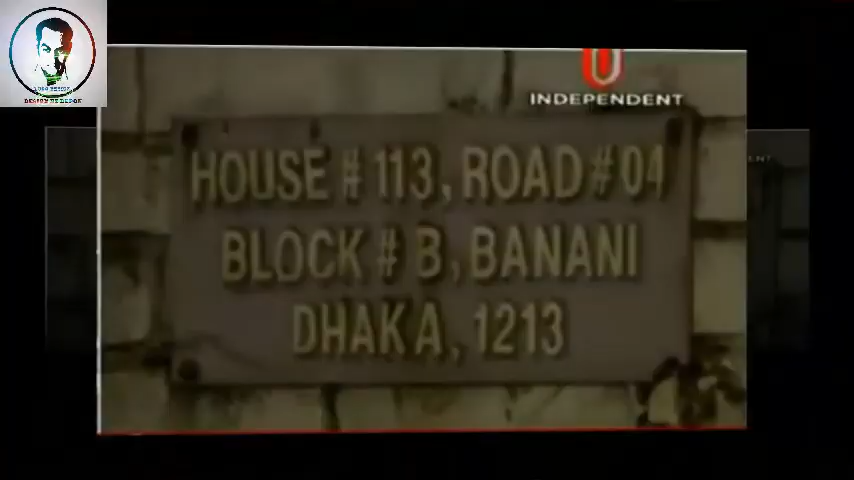 INDEPENDENT
HOUSE # 113, ROAD # 04
BLOCK # B, BANANI
DHAKA, 1213